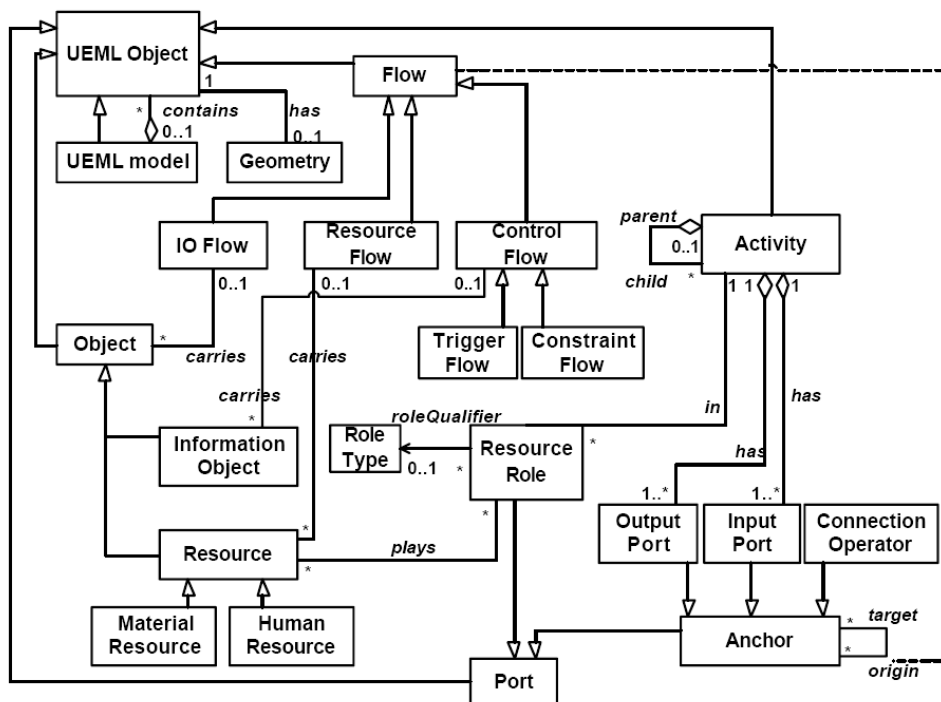 UEML Object
1
Flow
*
contains
0..1
has
0..1
UEML model
Geometry
IO Flow
0..1
Resource
Flow
0..1
Control
Flow
0..1
parent
0..1
child
*
Activity
1
1
1
Object
*
carries
carries
Trigger
Flow
Constraint
Flow
carries
*
Information
Object
roleQualifier
Role
Type
0..1
*
Resource
Role
*
*
in
has
has
1..*
1..*
Output
Port
Input
Port
Connection
Operator
Resource
*
*
plays
Material
Resource
Human
Resource
Port
Anchor
*
target
*
origin